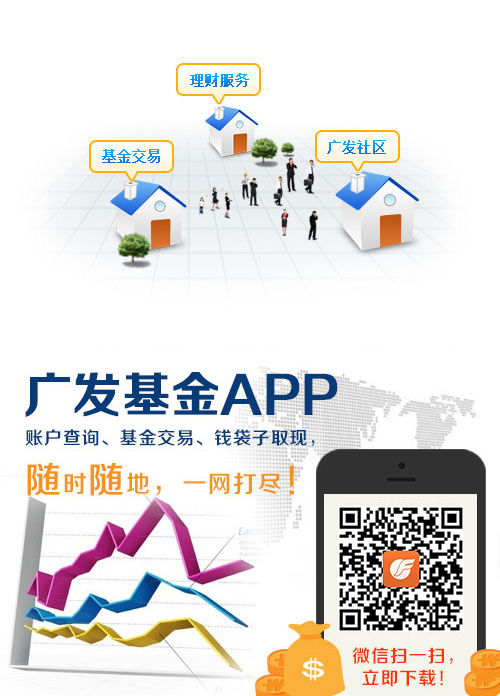 理财服务
基金交易
广发社区
广发基金APP
账户查询、基金交易、钱袋子取现，
随时随地，一网打尽！
微信扫一扫，
立即下载！
$